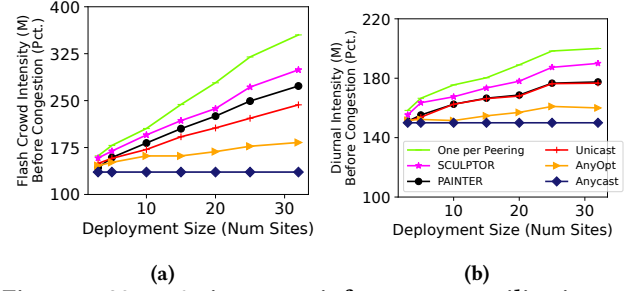 Flash Crowd Intensity (M)
Before Congestion (Pct.)
400
325
250
175
100
10
20
30
Deployment Size (Num Sites)
(a)
Diurnal Intensity (M)
Before Congestion (Pct.)
220
180
140
100
One per Peering
SCULPTOR
PAINTER
Unicast
AnyOpt
Anycast
10
20
30
Deployment Size (Num Sites)
(b)